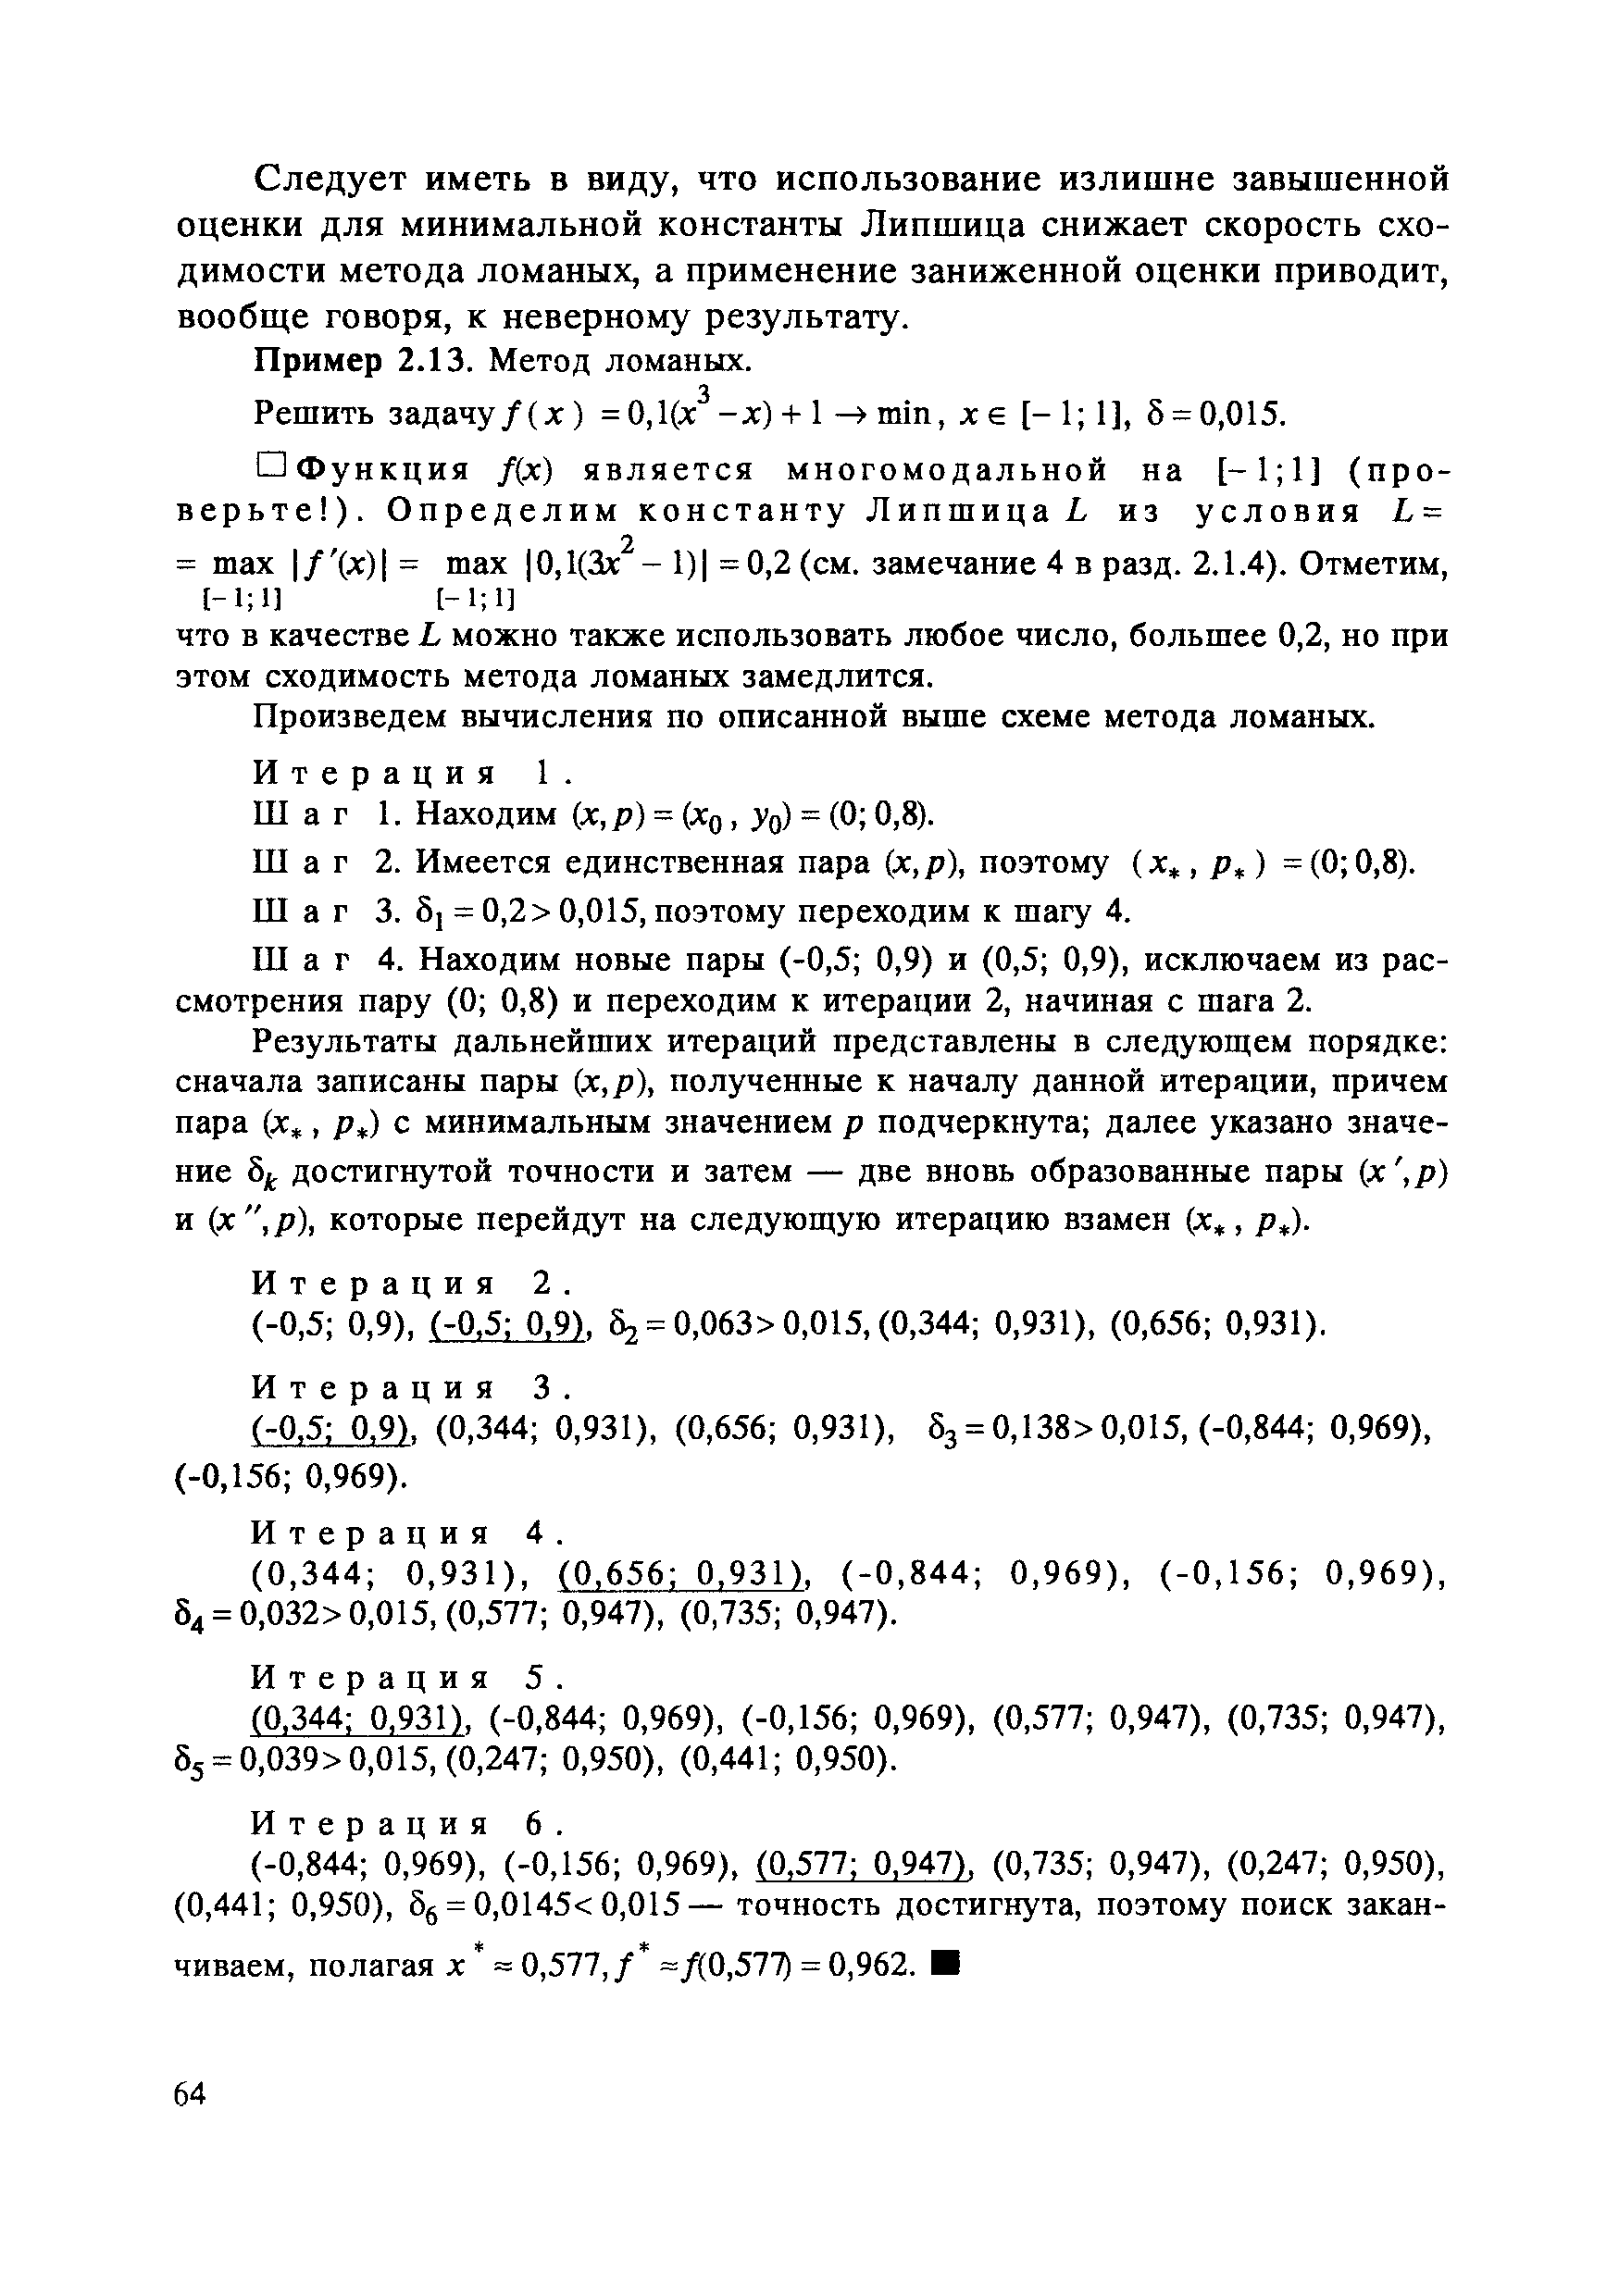 Следует иметь в виду, что использование излишне завышенной
оценки для минимальной константы Липшица снижает скорость схо-
димости метода ломаных, а применение заниженной оценки приводит,
вообще говоря, к неверному результату.
Пример 2.13. Метод ломаных.
Решить задачу f(x) = 0,1(x³ - x) + 1 → min, x ∈ [- 1; 1], δ = 0,015.
□ Функция f(x) является многомодальной на [- 1; 1] (про-
верьте!). Определим константу Липшица L из условия L =
= max |f'(x)| = max |0,1(3x² - 1)| = 0,2 (см. замечание 4 в разд. 2.1.4). Отметим,
[- 1; 1] [- 1; 1]
что в качестве L можно также использовать любое число, большее 0,2, но при
этом сходимость метода ломаных замедлится.
Произведем вычисления по описанной выше схеме метода ломаных.
Итерация 1.
Шаг 1. Находим (x, p) = (x₀, y₀) = (0; 0,8).
Шаг 2. Имеется единственная пара (x, p), поэтому (x*, p*) = (0; 0,8).
Шаг 3. δ₁ = 0,2 > 0,015, поэтому переходим к шагу 4.
Шаг 4. Находим новые пары (-0,5; 0,9) и (0,5; 0,9), исключаем из рас-
смотрения пару (0; 0,8) и переходим к итерации 2, начиная с шага 2.
Результаты дальнейших итераций представлены в следующем порядке:
сначала записаны пары (x, p), полученные к началу данной итерации, причем
пара (x*, p*) с минимальным значением p подчеркнута; далее указано значе-
ние δₖ достигнутой точности и затем — две вновь образованные пары (x', p)
и (x'', p), которые перейдут на следующую итерацию взамен (x*, p*).
Итерация 2.
(-0,5; 0,9), (-0,5; 0,9), δ₂ = 0,063 > 0,015, (0,344; 0,931), (0,656; 0,931).
Итерация 3.
(-0,5; 0,9), (0,344; 0,931), (0,656; 0,931), δ₃ = 0,138 > 0,015, (-0,844; 0,969),
(-0,156; 0,969).
Итерация 4.
(0,344; 0,931), (0,656; 0,931), (-0,844; 0,969), (-0,156; 0,969),
δ₄ = 0,032 > 0,015, (0,577; 0,947), (0,735; 0,947).
Итерация 5.
(0,344; 0,931), (-0,844; 0,969), (-0,156; 0,969), (0,577; 0,947), (0,735; 0,947),
δ₅ = 0,039 > 0,015, (0,247; 0,950), (0,441; 0,950).
Итерация 6.
(-0,844; 0,969), (-0,156; 0,969), (0,577; 0,947), (0,735; 0,947), (0,247; 0,950),
(0,441; 0,950), δ₆ = 0,0145 < 0,015 — точность достигнута, поэтому поиск закан-
чиваем, полагая x* ≈ 0,577, f* ≈ f(0,577) = 0,962. ■
64